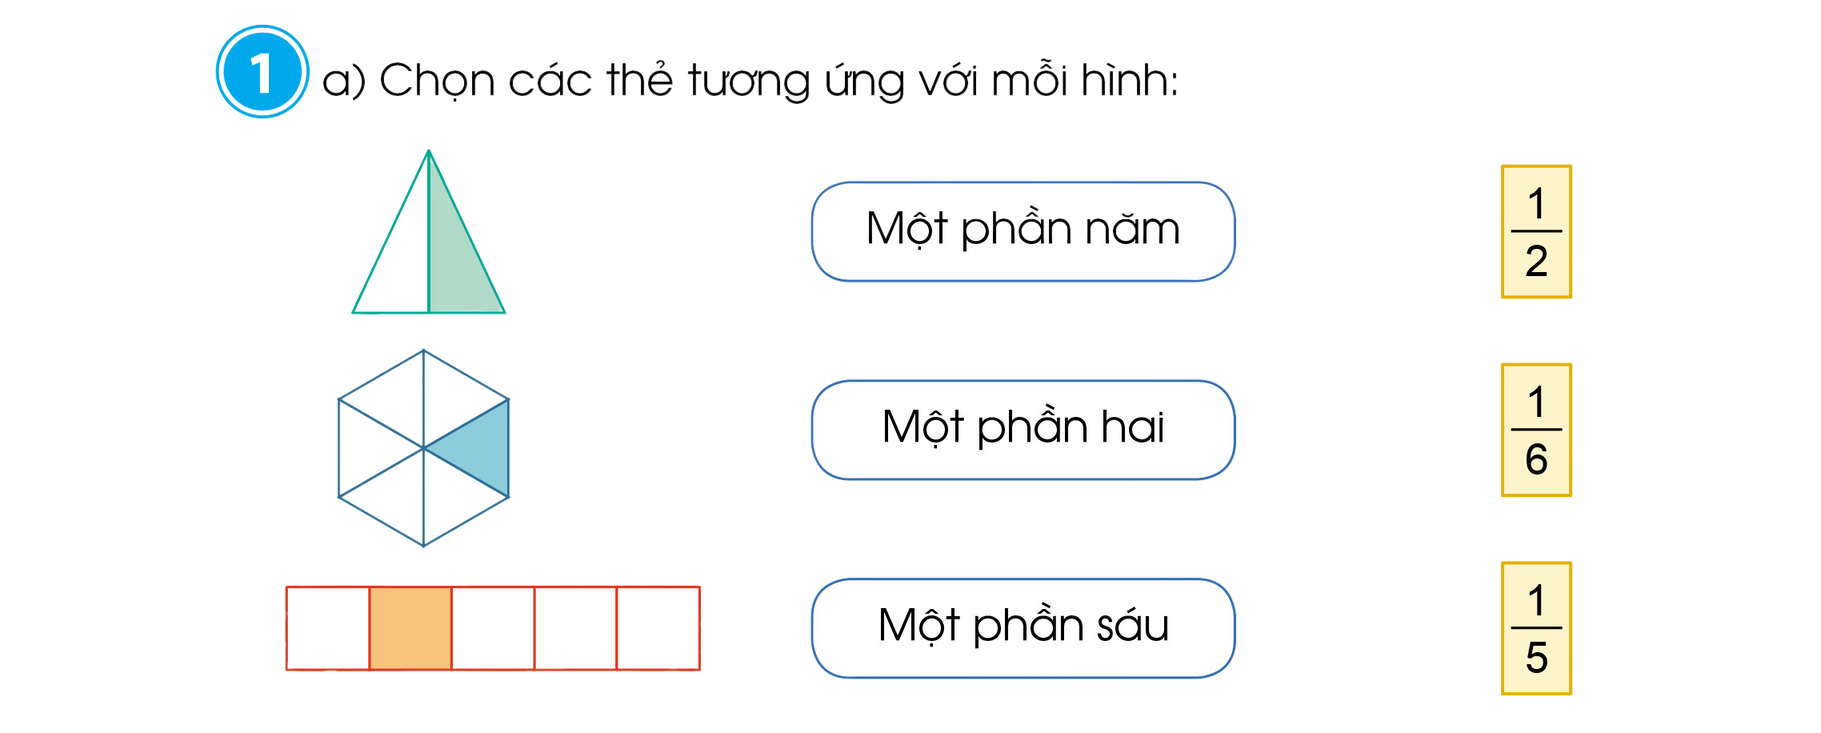 1 a) Chọn các thẻ tương ứng với mỗi hình:
Một phần năm
1
2
Một phần hai
1
6
Một phần sáu
1
5